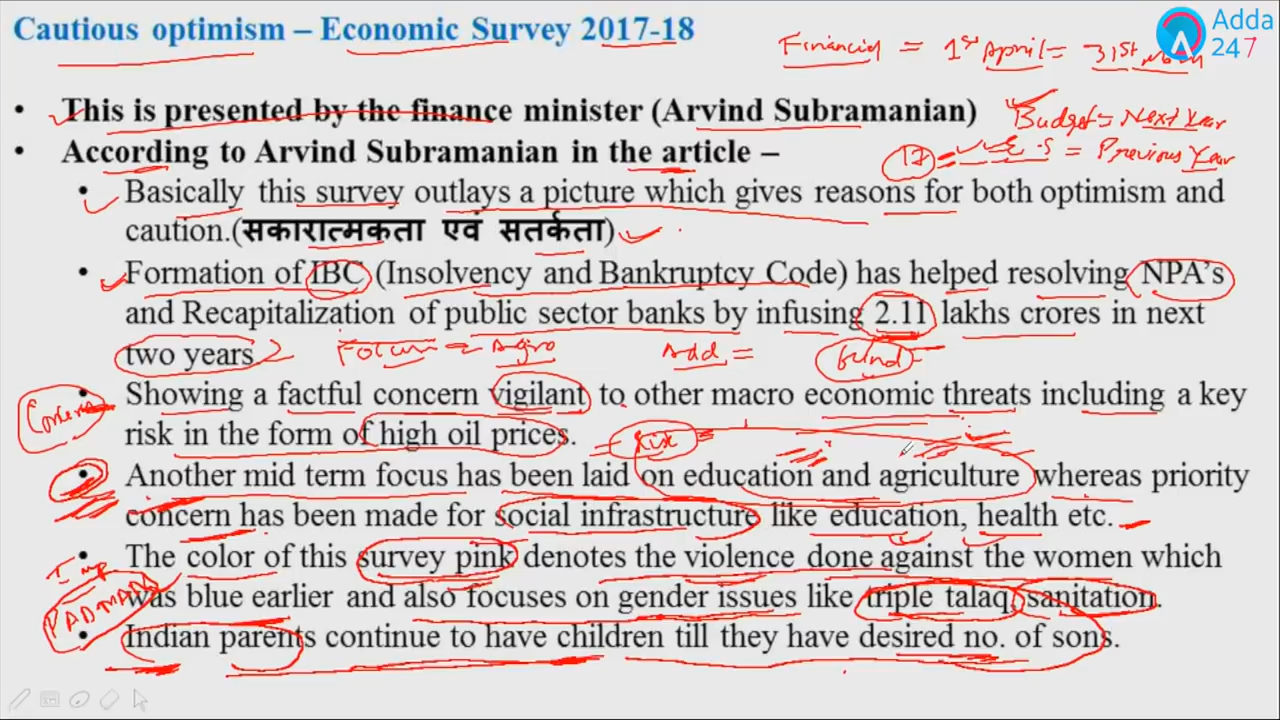 Cautious optimism – Economic Survey 2017-18
Adda
247
Financial = 1st April = 31st March
• This is presented by the finance minister (Arvind Subramanian)
Budget = Next Year
• According to Arvind Subramanian in the article –
17 = E.S = Previous Year
• Basically this survey outlays a picture which gives reasons for both optimism and
caution.(सकारात्मकता एवं सतर्कता)
• Formation of IBC (Insolvency and Bankruptcy Code) has helped resolving NPA's
and Recapitalization of public sector banks by infusing 2.11 lakhs crores in next
two years
Focus = Agro Add = Fund
• Showing a factful concern vigilant to other macro economic threats including a key
Concern
risk in the form of high oil prices.
Risk
• Another mid term focus has been laid on education and agriculture whereas priority
concern has been made for social infrastructure like education, health etc.
• The color of this survey pink denotes the violence done against the women which
Imp
was blue earlier and also focuses on gender issues like triple talaq, sanitation.
PADMAN
• Indian parents continue to have children till they have desired no. of sons.